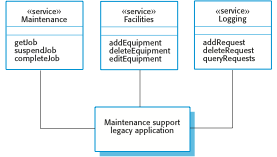 «service»
Maintenance
getJob
suspendJob
completeJob
«service»
Facilities
addEquipment
deleteEquipment
editEquipment
«service»
Logging
addRequest
deleteRequest
queryRequests
Maintenance support
legacy application